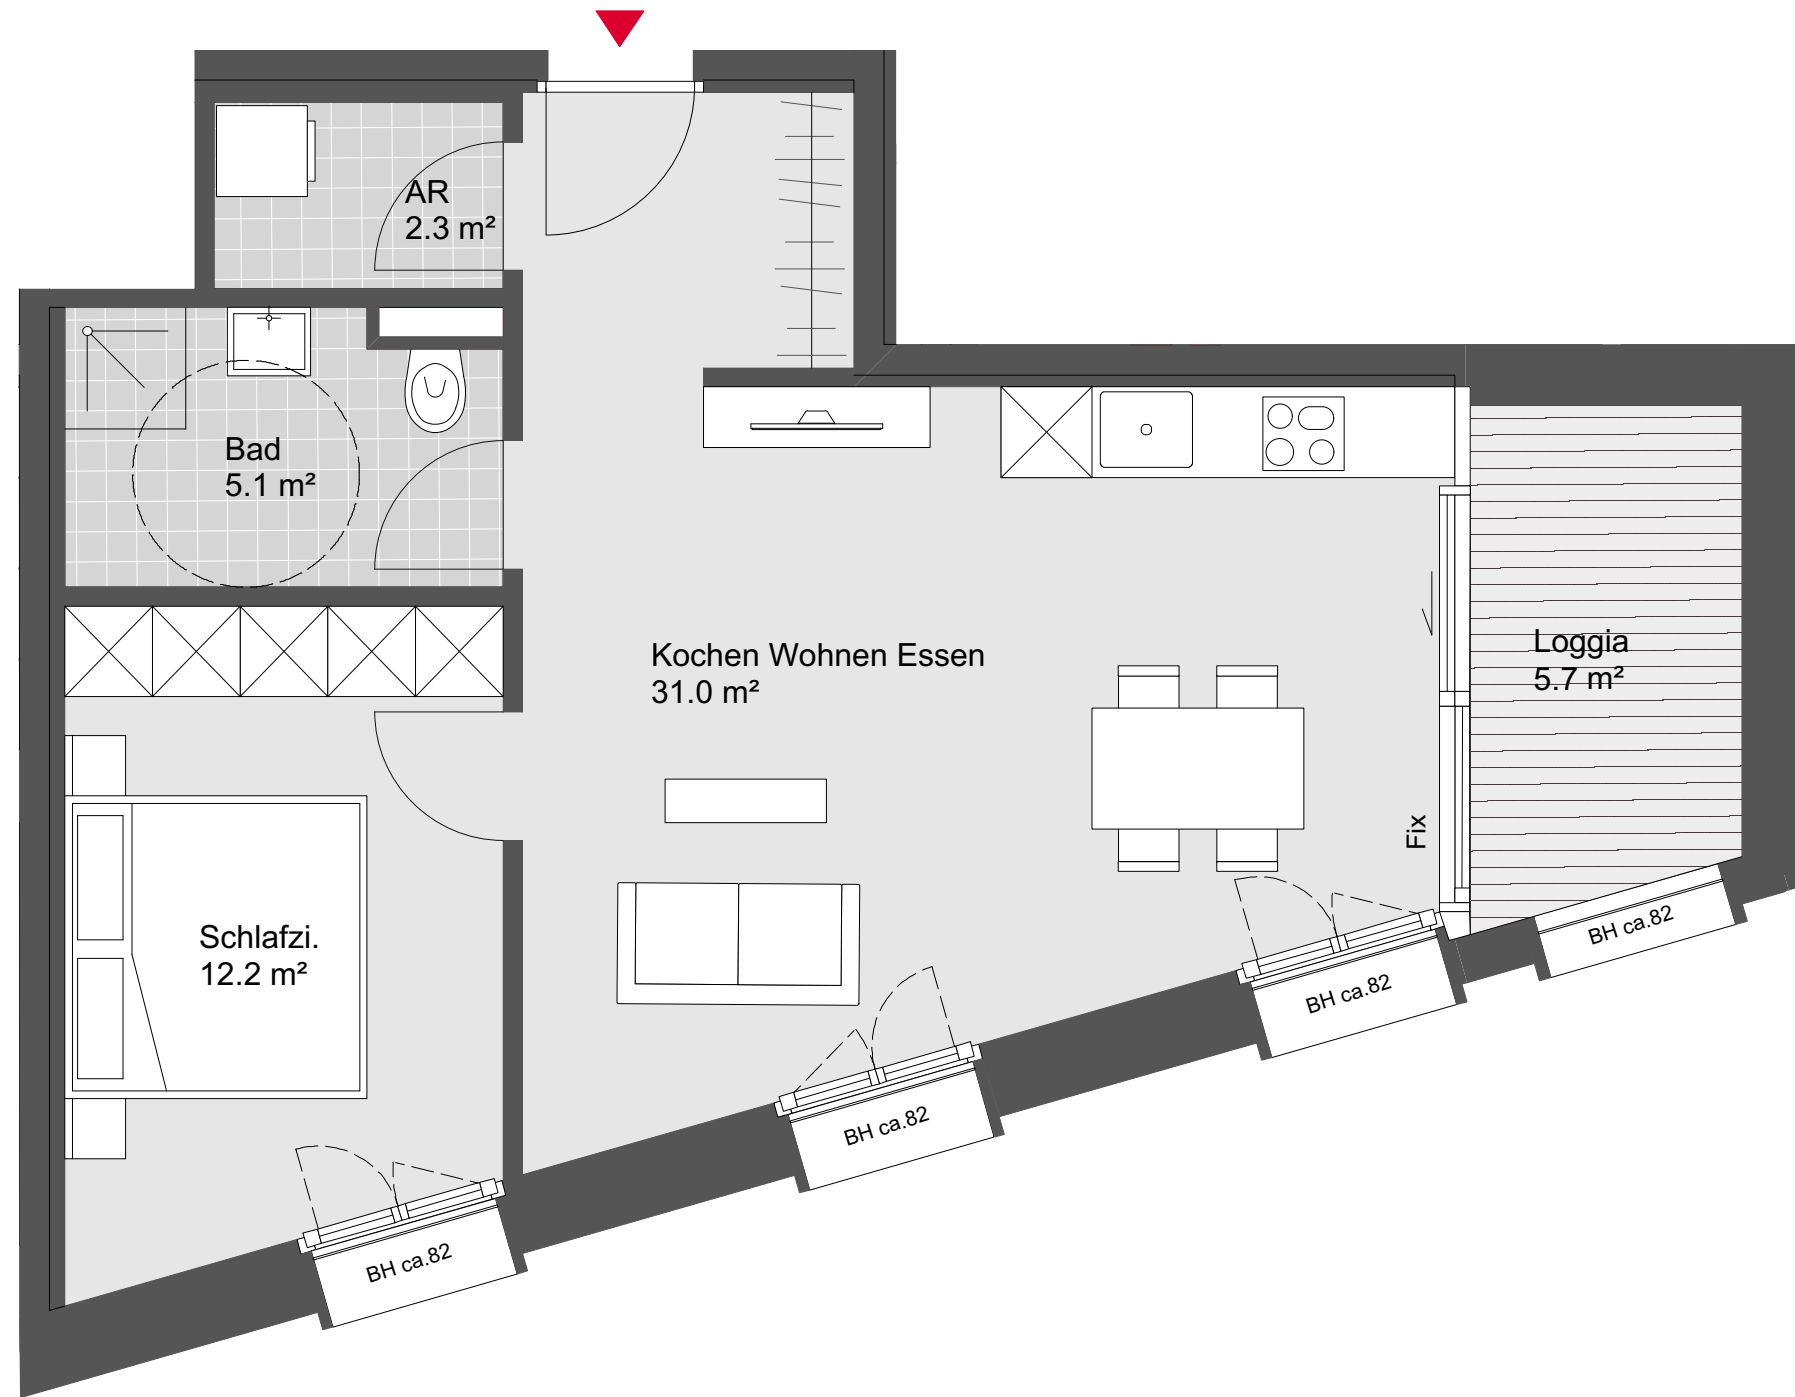 AR
2.3 m²
Bad
5.1 m²
Kochen Wohnen Essen
31.0 m²
Loggia
5.7 m²
Fix
Schlafzi.
12.2 m²
BH ca.82
BH ca.82
BH ca.82
BH ca.82